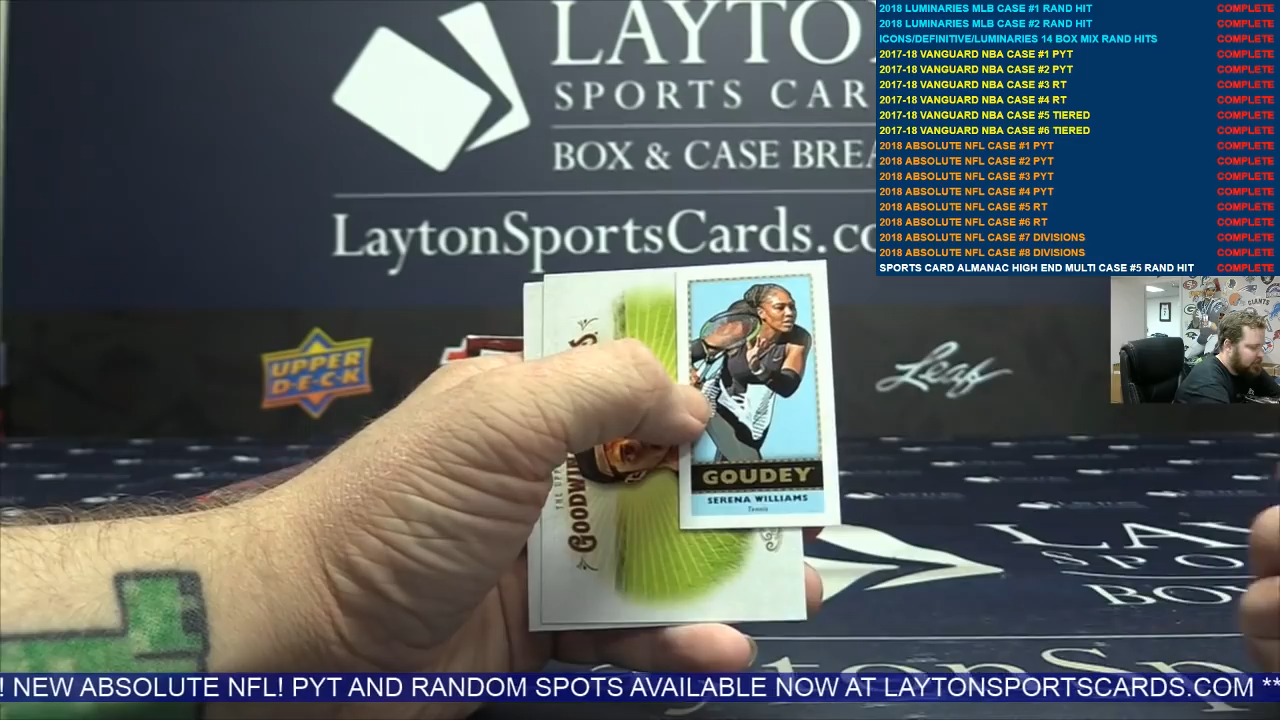 LAYTO
SPORTS CAR
BOX & CASE BREA
LaytonSportsCards.co
2018 LUMINARIES MLB CASE #1 RAND HIT COMPLETE
2018 LUMINARIES MLB CASE #2 RAND HIT COMPLETE
ICONS/DEFINITIVE/LUMINARIES 14 BOX MIX RAND HITS COMPLETE
2017-18 VANGUARD NBA CASE #1 PYT COMPLETE
2017-18 VANGUARD NBA CASE #2 PYT COMPLETE
2017-18 VANGUARD NBA CASE #3 RT COMPLETE
2017-18 VANGUARD NBA CASE #4 RT COMPLETE
2017-18 VANGUARD NBA CASE #5 TIERED COMPLETE
2017-18 VANGUARD NBA CASE #6 TIERED COMPLETE
2018 ABSOLUTE NFL CASE #1 PYT COMPLETE
2018 ABSOLUTE NFL CASE #2 PYT COMPLETE
2018 ABSOLUTE NFL CASE #3 PYT COMPLETE
2018 ABSOLUTE NFL CASE #4 PYT COMPLETE
2018 ABSOLUTE NFL CASE #5 RT COMPLETE
2018 ABSOLUTE NFL CASE #6 RT COMPLETE
2018 ABSOLUTE NFL CASE #7 DIVISIONS COMPLETE
2018 ABSOLUTE NFL CASE #8 DIVISIONS COMPLETE
SPORTS CARD ALMANAC HIGH END MULTI CASE #5 RAND HIT COMPLETE
GIANTS
UPPER
D·E·C·K
Leaf
THE UP
GOODWI
GOUDEY
SERENA WILLIAMS
Tennis
LAY
SPO
BO
ytonSp
! NEW ABSOLUTE NFL! PYT AND RANDOM SPOTS AVAILABLE NOW AT LAYTONSPORTSCARDS.COM **